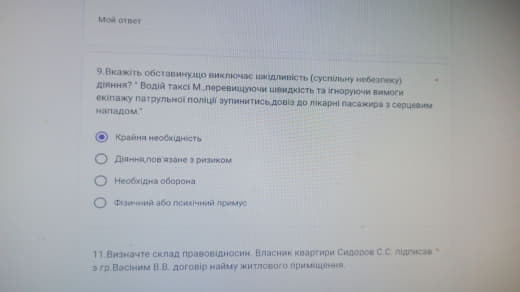 Мой ответ
9.Вкажіть обставину,що виключає шкідливість (суспільну небезпеку) *
діяння? " Водій таксі М.,перевищуючи швидкість та ігноруючи вимоги
екіпажу патрульної поліції зупинитись,довіз до лікарні пасажира з серцевим
нападом."
Крайня необхідність
Діяння,пов'язане з ризиком
Необхідна оборона
Фізичний або психічний примус
11.Визначте склад правовідносин. Власник квартири Сидоров С.С. підписав *
з гр.Васіним В.В. договір найму житлового приміщення.